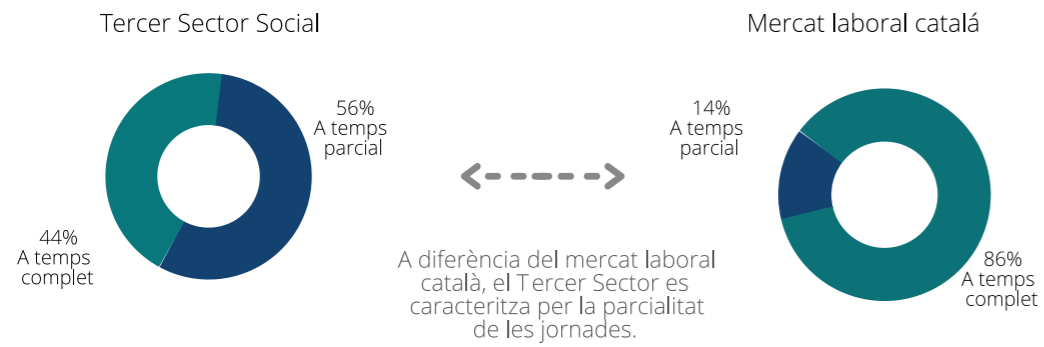 Tercer Sector Social
56%
A temps
parcial
44%
A temps
complet
A diferència del mercat laboral
català, el Tercer Sector es
caracteritza per la parcialitat
de les jornades.
Mercat laboral catalá
14%
A temps
parcial
86%
A temps
complet